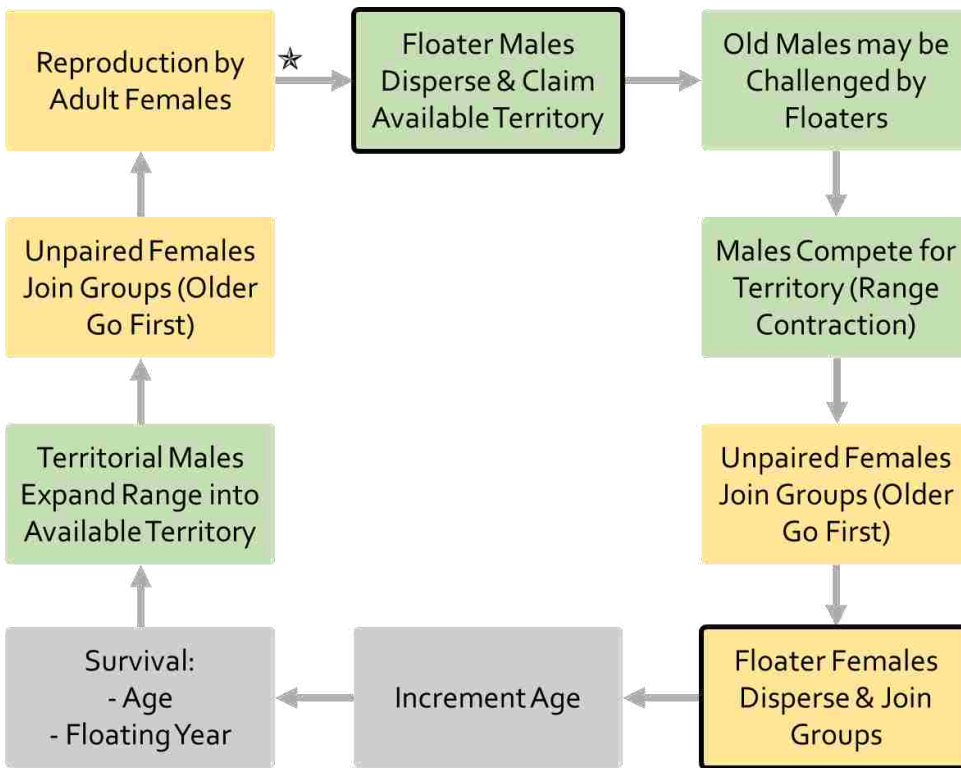 Reproduction by
Adult Females
Floater Males
Disperse & Claim
Available Territory
Old Males may be
Challenged by
Floaters
Unpaired Females
Join Groups (Older
Go First)
Males Compete for
Territory (Range
Contraction)
Territorial Males
Expand Range into
Available Territory
Unpaired Females
Join Groups (Older
Go First)
Survival:
- Age
- Floating Year
Increment Age
Floater Females
Disperse & Join
Groups